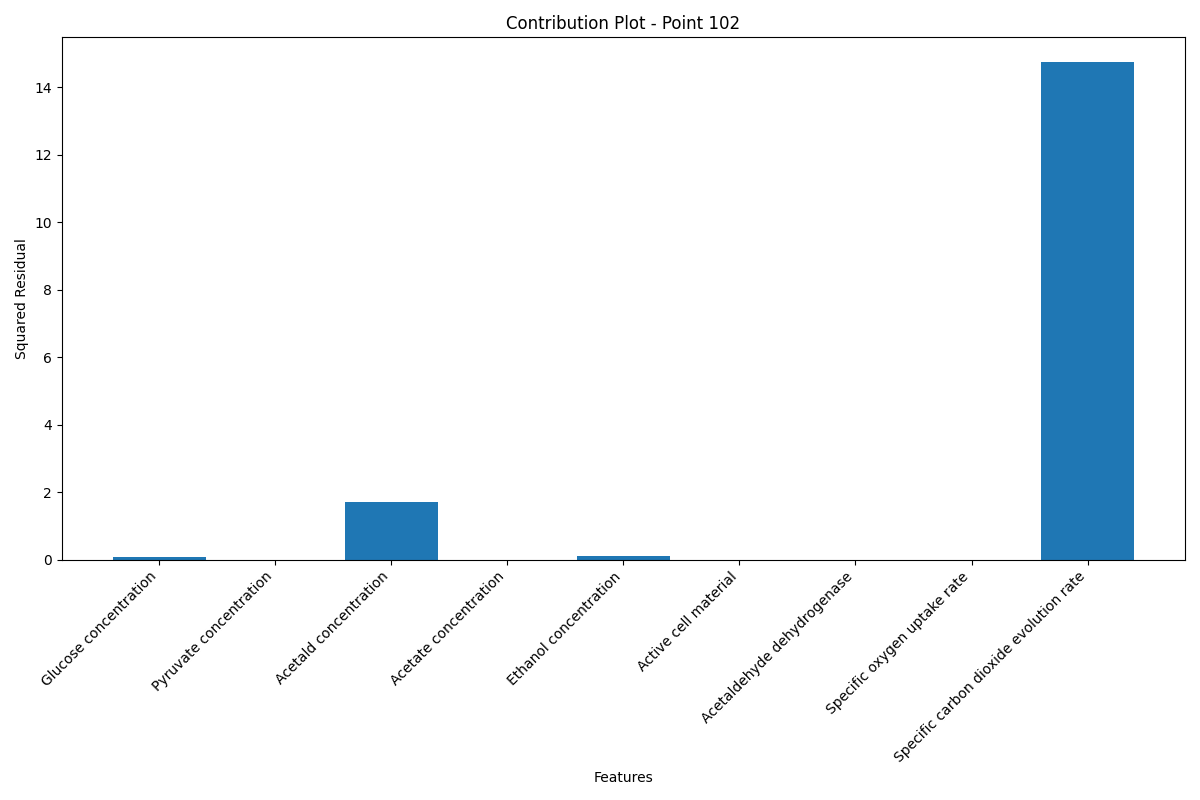 Contribution Plot - Point 102
Squared Residual
14
12
10
8
6
4
2
0
Glucose concentration
Pyruvate concentration
Acetald concentration
Acetate concentration
Ethanol concentration
Active cell material
Acetaldehyde dehydrogenase
Specific oxygen uptake rate
Specific carbon dioxide evolution rate
Features